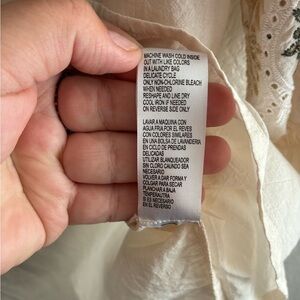 MACHINE WASH COLD INSIDE
OUT WITH LIKE COLORS
IN A LAUNDRY BAG
DELICATE CYCLE
ONLY NON-CHLORINE BLEACH
WHEN NEEDED
RESHAPE AND LINE DRY
COOL IRON IF NEEDED
ON REVERSE SIDE ONLY
LAVAR A MAQUINA CON
AGUA FRIA POR EL REVES
CON COLORES SIMILARES
EN UNA BOLSA DE LAVANDERIA
EN CICLO DE PRENDAS
DELICADAS
UTILIZAR BLANQUEADOR
SIN CLORO CAUNDO SEA
NECESARIO
VOLVER A DAR FORMA Y
COLGAR PARA SECAR
PLANCHAR A BAJA
TEMPERAUTRA
SI ES NECESARIO
EN EL REVERSO